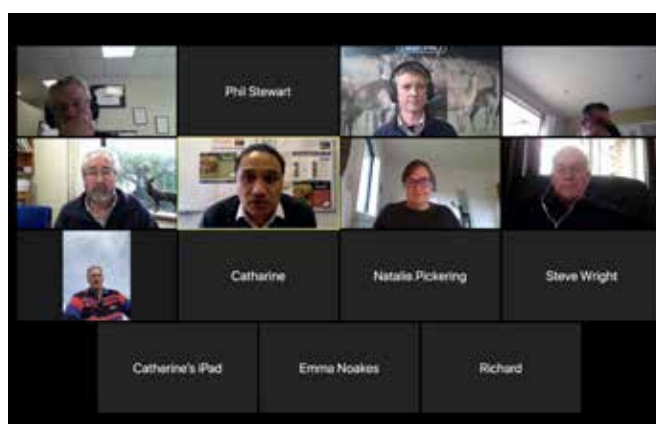 Phil Stewart
Catharine
Natalie.Pickering
Steve Wright
Catherine's iPad
Emma Noakes
Richard